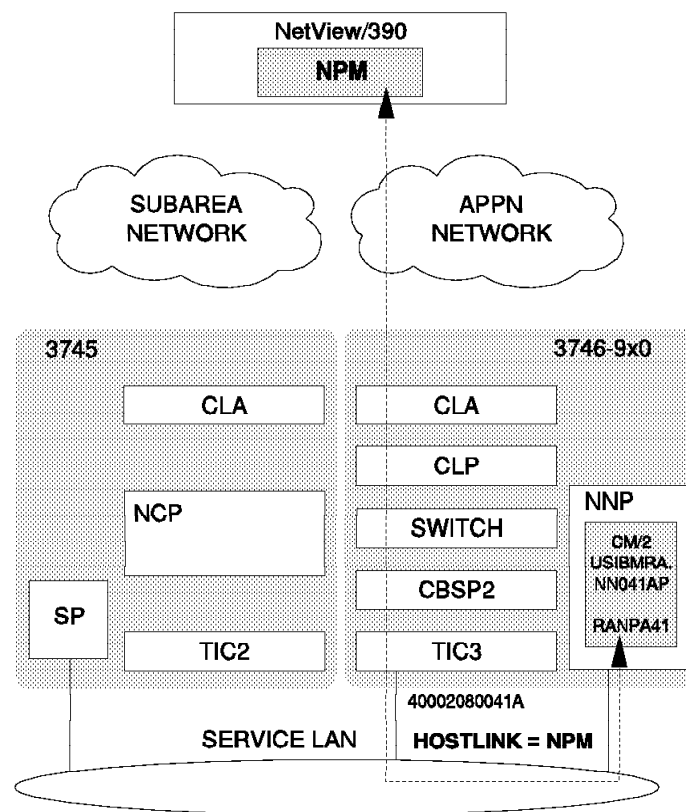 NetView/390
NPM
SUBAREA
NETWORK
APPN
NETWORK
3745
3746-9x0
CLA
CLA
CLP
NCP
SWITCH
NNP
CM/2
USIBMRA.
NN041AP
RANPA41
CBSP2
SP
TIC2
TIC3
40002080041A
SERVICE LAN
HOSTLINK = NPM